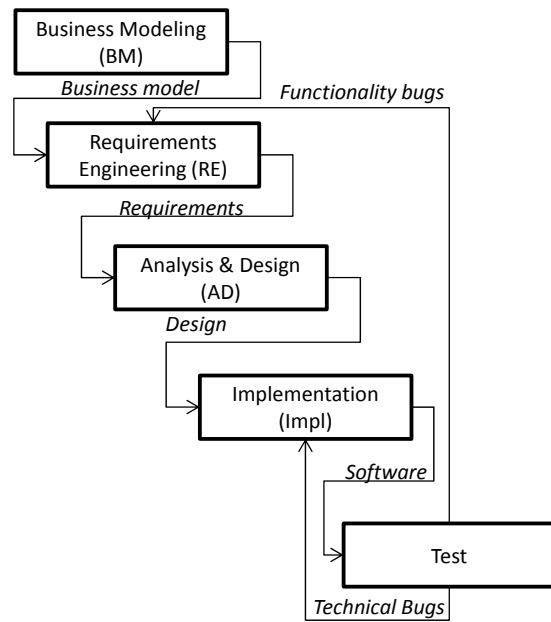 Business Modeling
(BM)
Business model
Functionality bugs
Requirements
Engineering (RE)
Requirements
Analysis & Design
(AD)
Design
Implementation
(Impl)
Software
Test
Technical Bugs